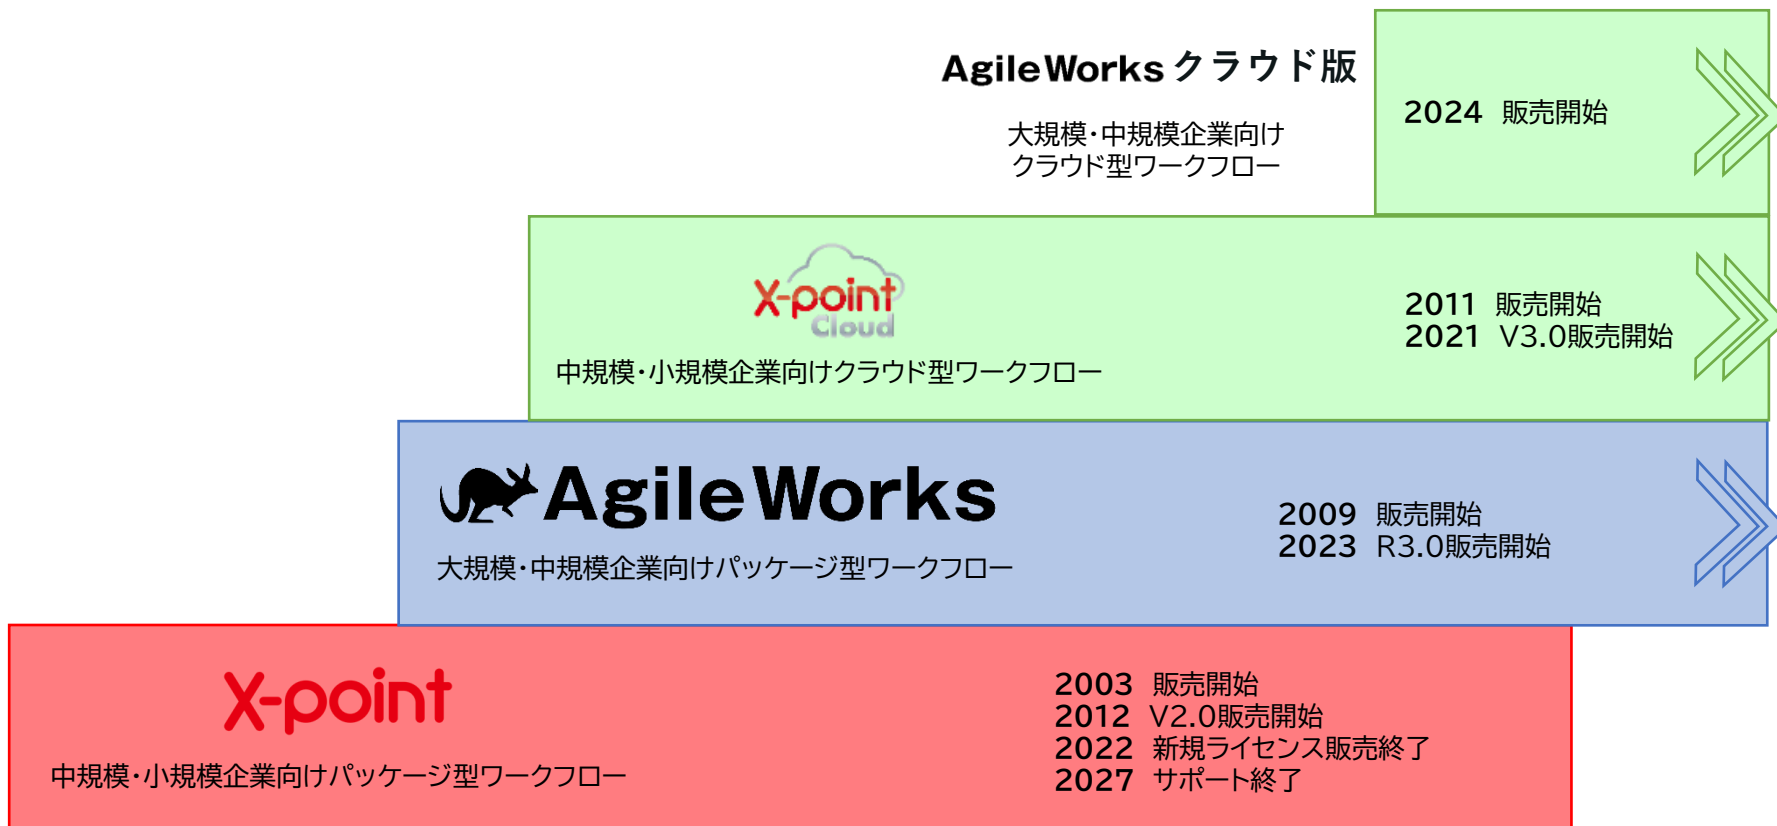 AgileWorks クラウド版
大規模・中規模企業向け
クラウド型ワークフロー
2024 販売開始
X-point
Cloud
中規模・小規模企業向けクラウド型ワークフロー
2011 販売開始
2021 V3.0販売開始
AgileWorks
大規模・中規模企業向けパッケージ型ワークフロー
2009 販売開始
2023 R3.0販売開始
X-point
中規模・小規模企業向けパッケージ型ワークフロー
2003 販売開始
2012 V2.0販売開始
2022 新規ライセンス販売終了
2027 サポート終了